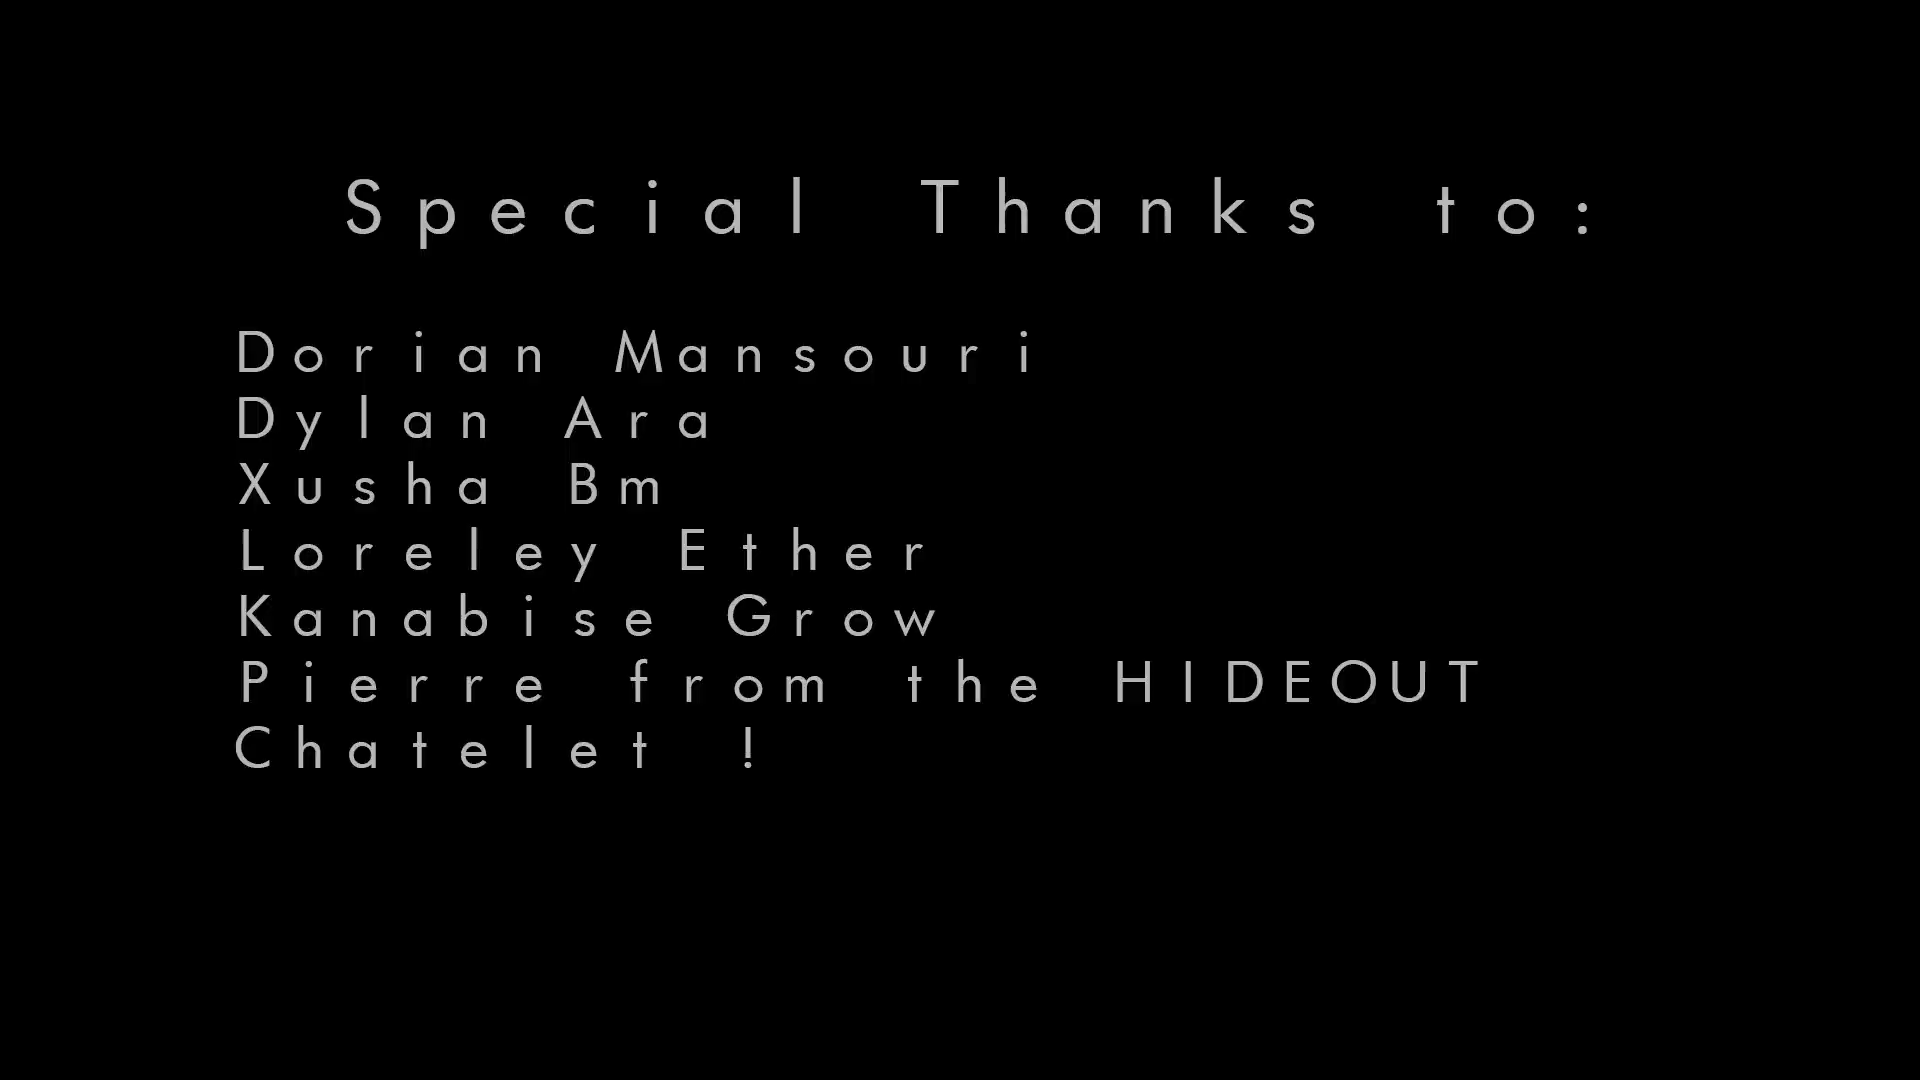 Special Thanks to:
Dorian Mansouri
Dylan Ara
Xusha Bm
Loreley Ether
Kanabise Grow
Pierre from the HIDEOUT
Chatelet !